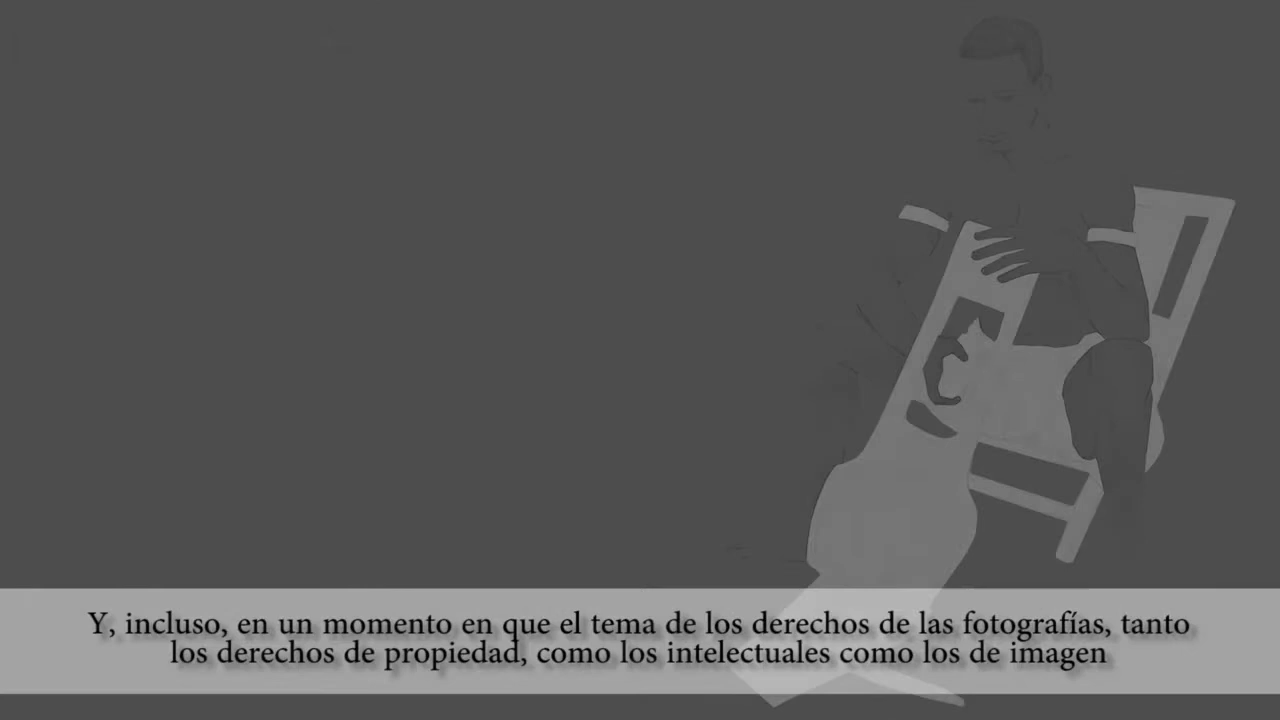 Y, incluso, en un momento en que el tema de los derechos de las fotografías, tanto
los derechos de propiedad, como los intelectuales como los de imagen